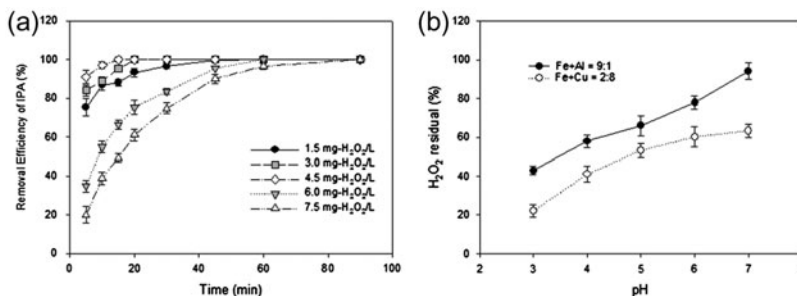 (a)
120
100
80
60
40
20
0
Removal Efficiency of IPA (%)
1.5 mg-H₂O₂/L
3.0 mg-H₂O₂/L
4.5 mg-H₂O₂/L
6.0 mg-H₂O₂/L
7.5 mg-H₂O₂/L
0 20 40 60 80 100
Time (min)
(b)
120
100
80
60
40
20
0
H₂O₂ residual (%)
Fe+Al = 9:1
Fe+Cu = 2:8
2 3 4 5 6 7
pH